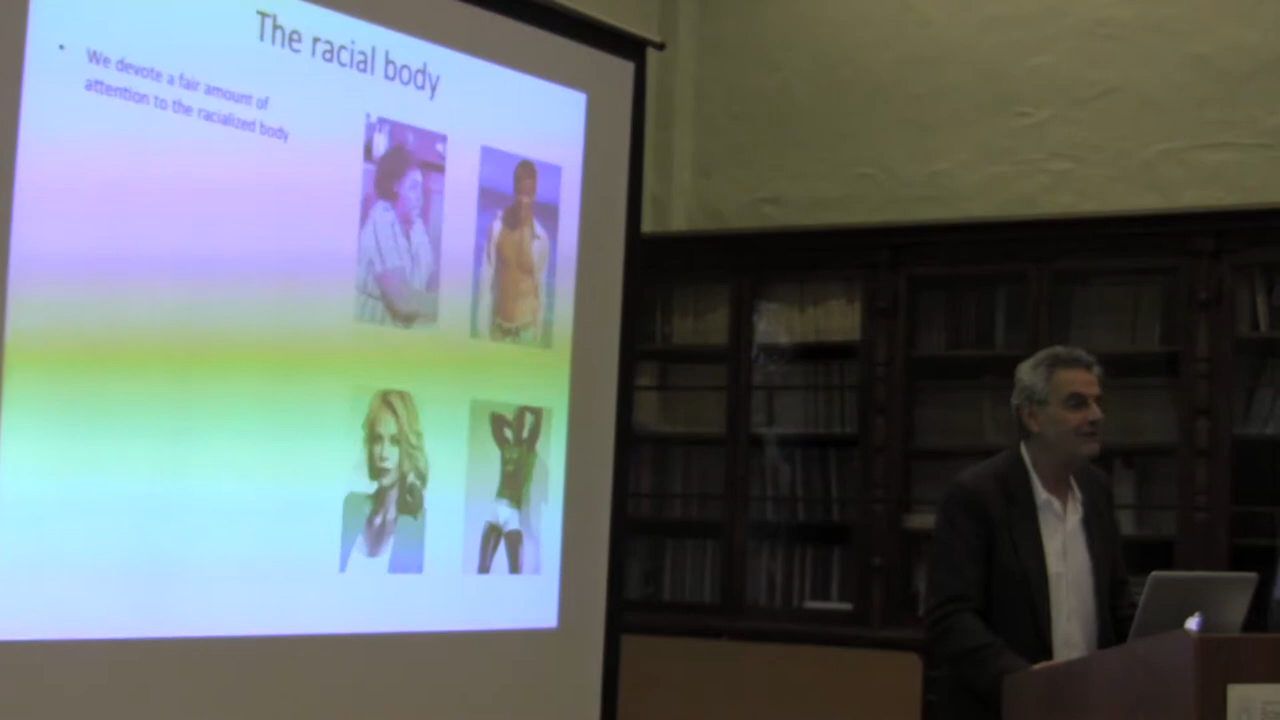 The racial body
• We devote a fair amount of
attention to the racialized body